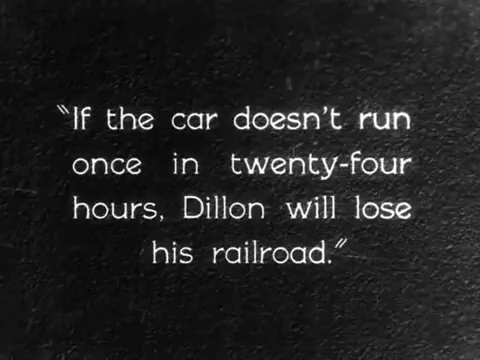 "If the car doesn't run
once in twenty-four
hours, Dillon will lose
his railroad."